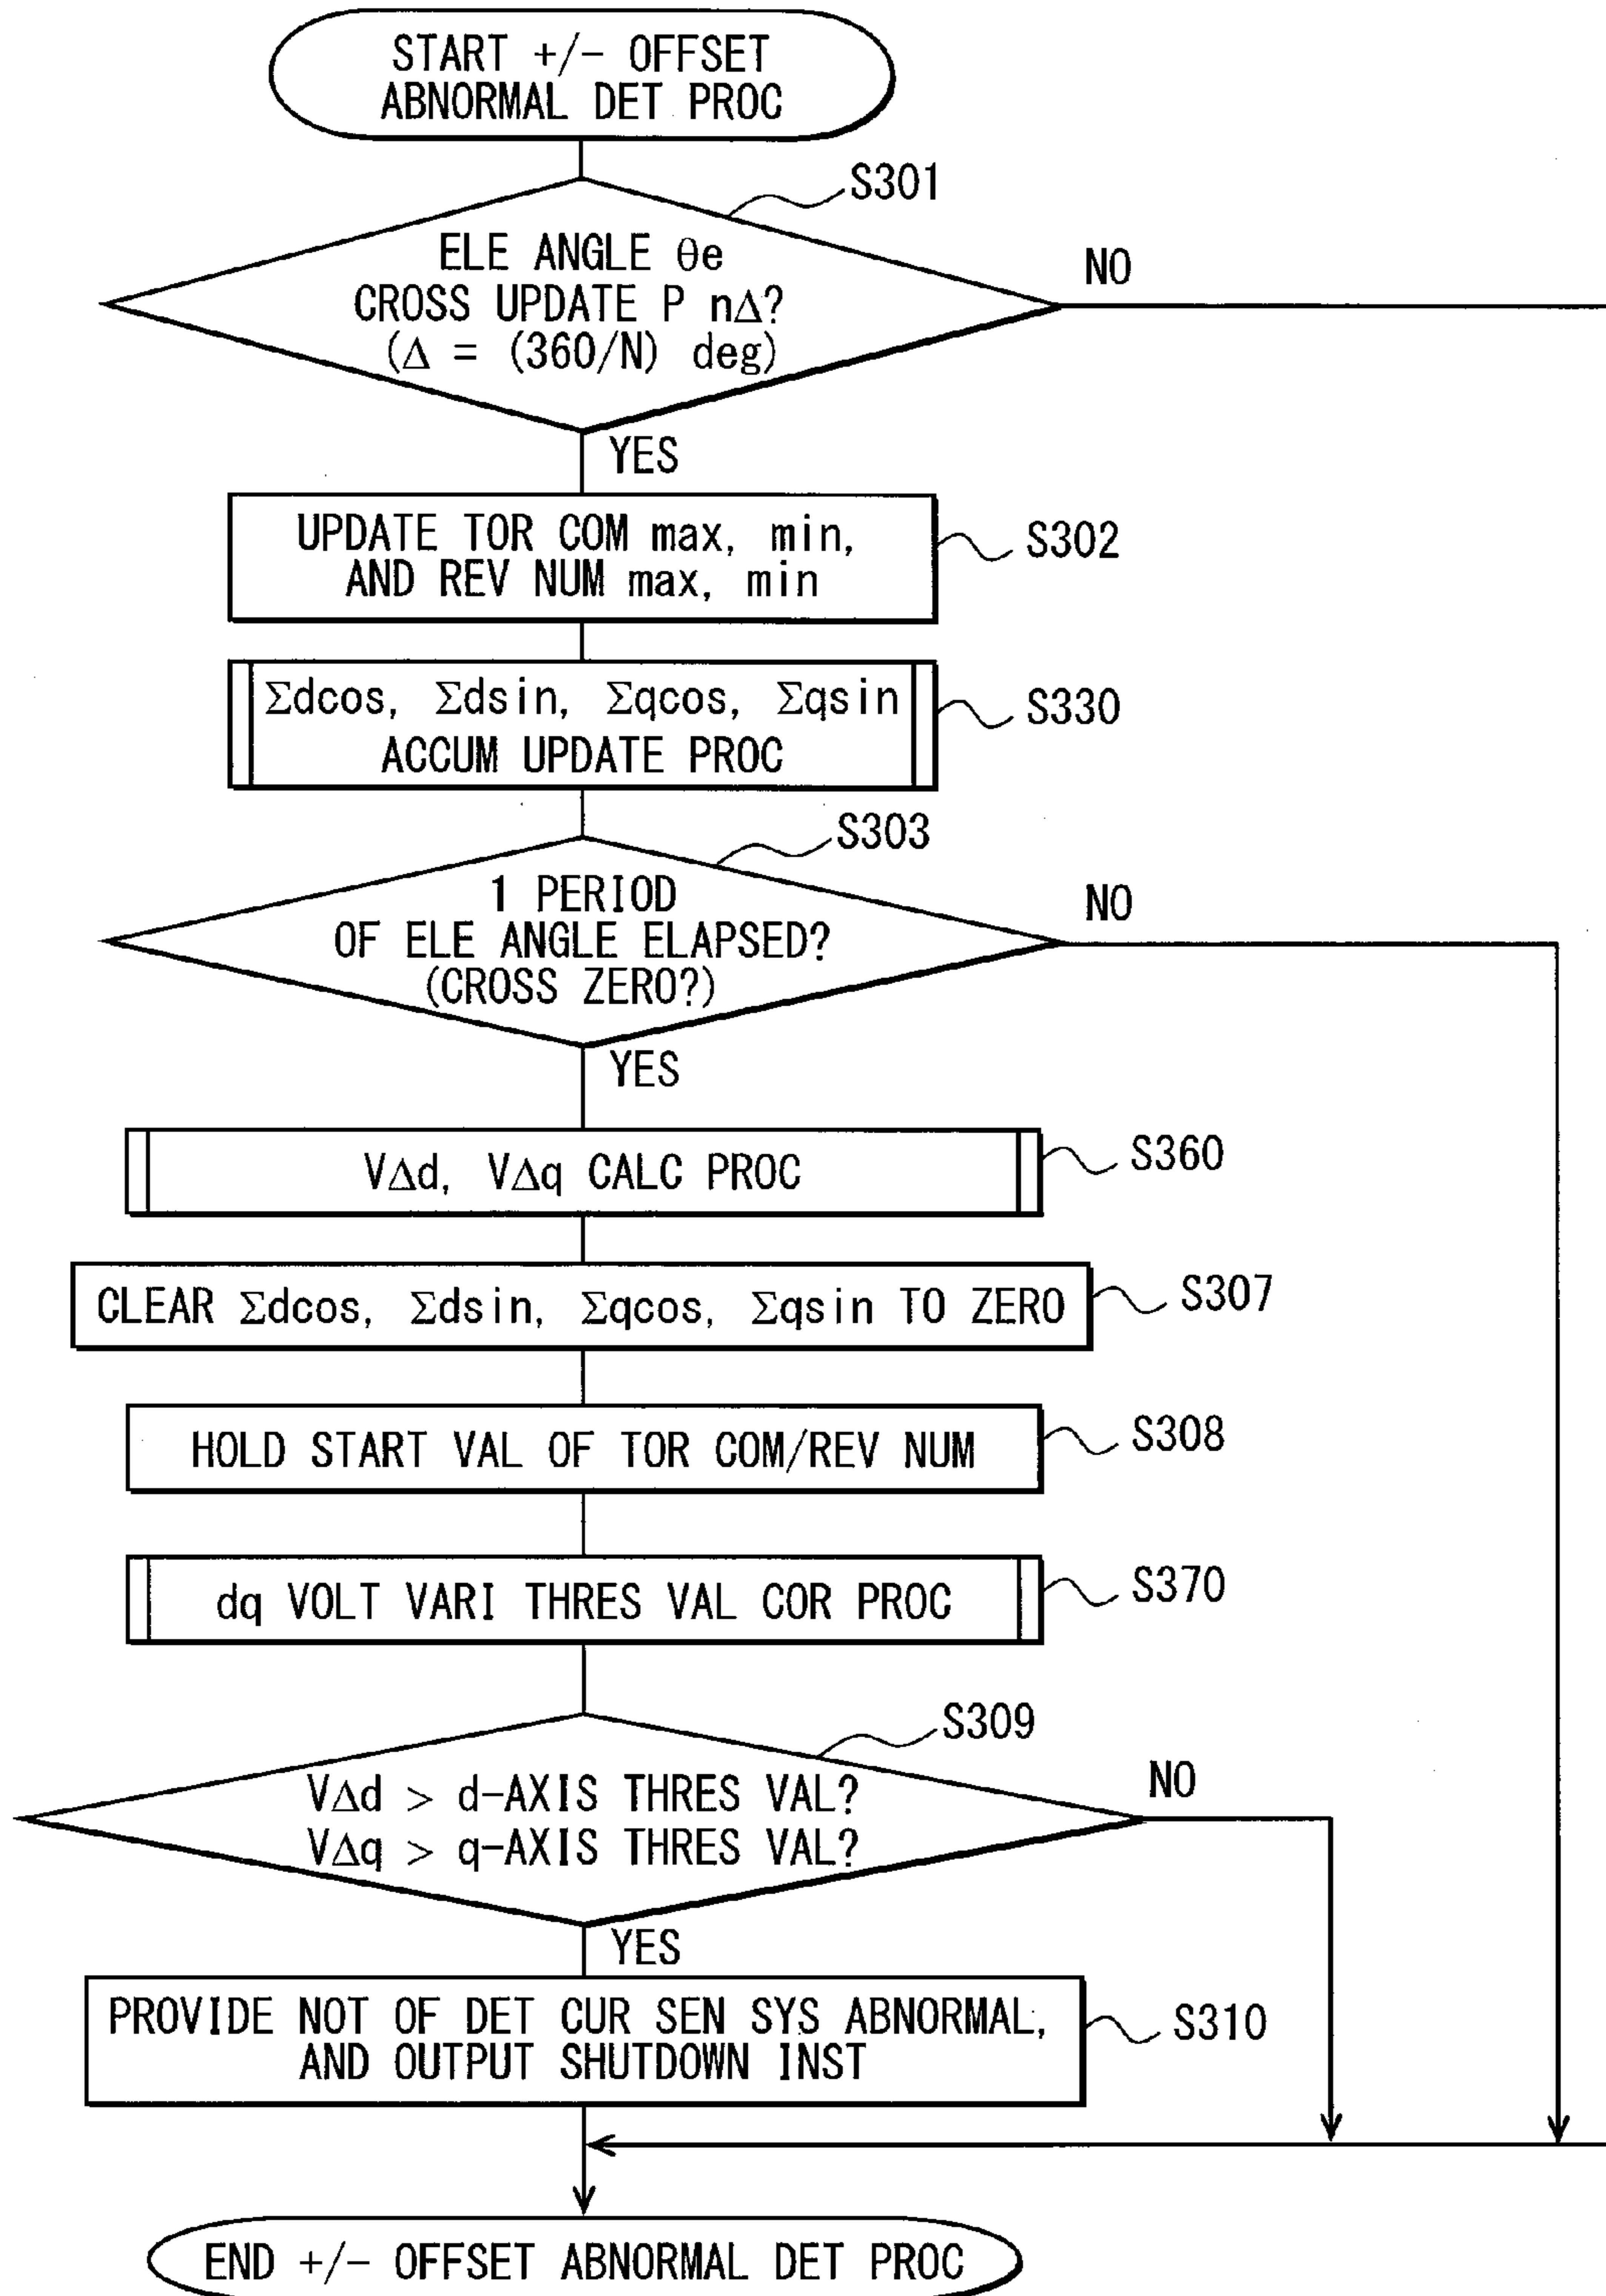 START +/- OFFSET
ABNORMAL DET PROC
S301
ELE ANGLE θe
CROSS UPDATE P nΔ?
(Δ = (360/N) deg)
NO
YES
UPDATE TOR COM max, min,
AND REV NUM max, min
S302
Σdcos, Σdsin, Σqcos, Σqsin
ACCUM UPDATE PROC
S330
S303
1 PERIOD
OF ELE ANGLE ELAPSED?
(CROSS ZERO?)
NO
YES
VΔd, VΔq CALC PROC
S360
CLEAR Σdcos, Σdsin, Σqcos, Σqsin TO ZERO
S307
HOLD START VAL OF TOR COM/REV NUM
S308
dq VOLT VARI THRES VAL COR PROC
S370
S309
VΔd > d-AXIS THRES VAL?
VΔq > q-AXIS THRES VAL?
NO
YES
PROVIDE NOT OF DET CUR SEN SYS ABNORMAL,
AND OUTPUT SHUTDOWN INST
S310
END +/- OFFSET ABNORMAL DET PROC